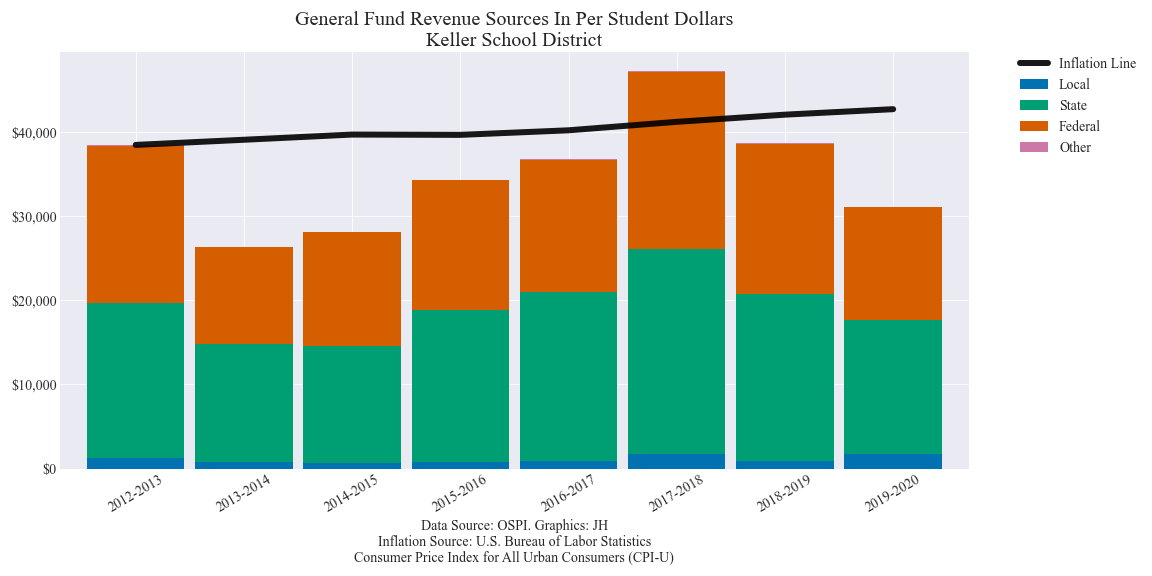 General Fund Revenue Sources In Per Student Dollars
Keller School District
Inflation Line
Local
State
Federal
Other
$40,000
$30,000
$20,000
$10,000
$0
2012-2013
2013-2014
2014-2015
2015-2016
2016-2017
2017-2018
2018-2019
2019-2020
Data Source: OSPI. Graphics: JH
Inflation Source: U.S. Bureau of Labor Statistics
Consumer Price Index for All Urban Consumers (CPI-U)